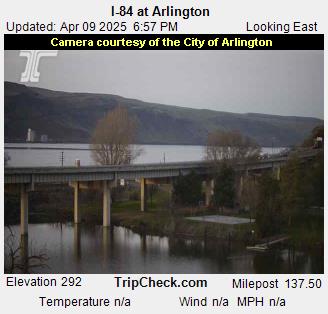 I-84 at Arlington
Updated: Apr 09 2025 6:57 PM Looking East
Camera courtesy of the City of Arlington
Elevation 292 TripCheck.com Milepost 137.50
Temperature n/a Wind n/a MPH n/a